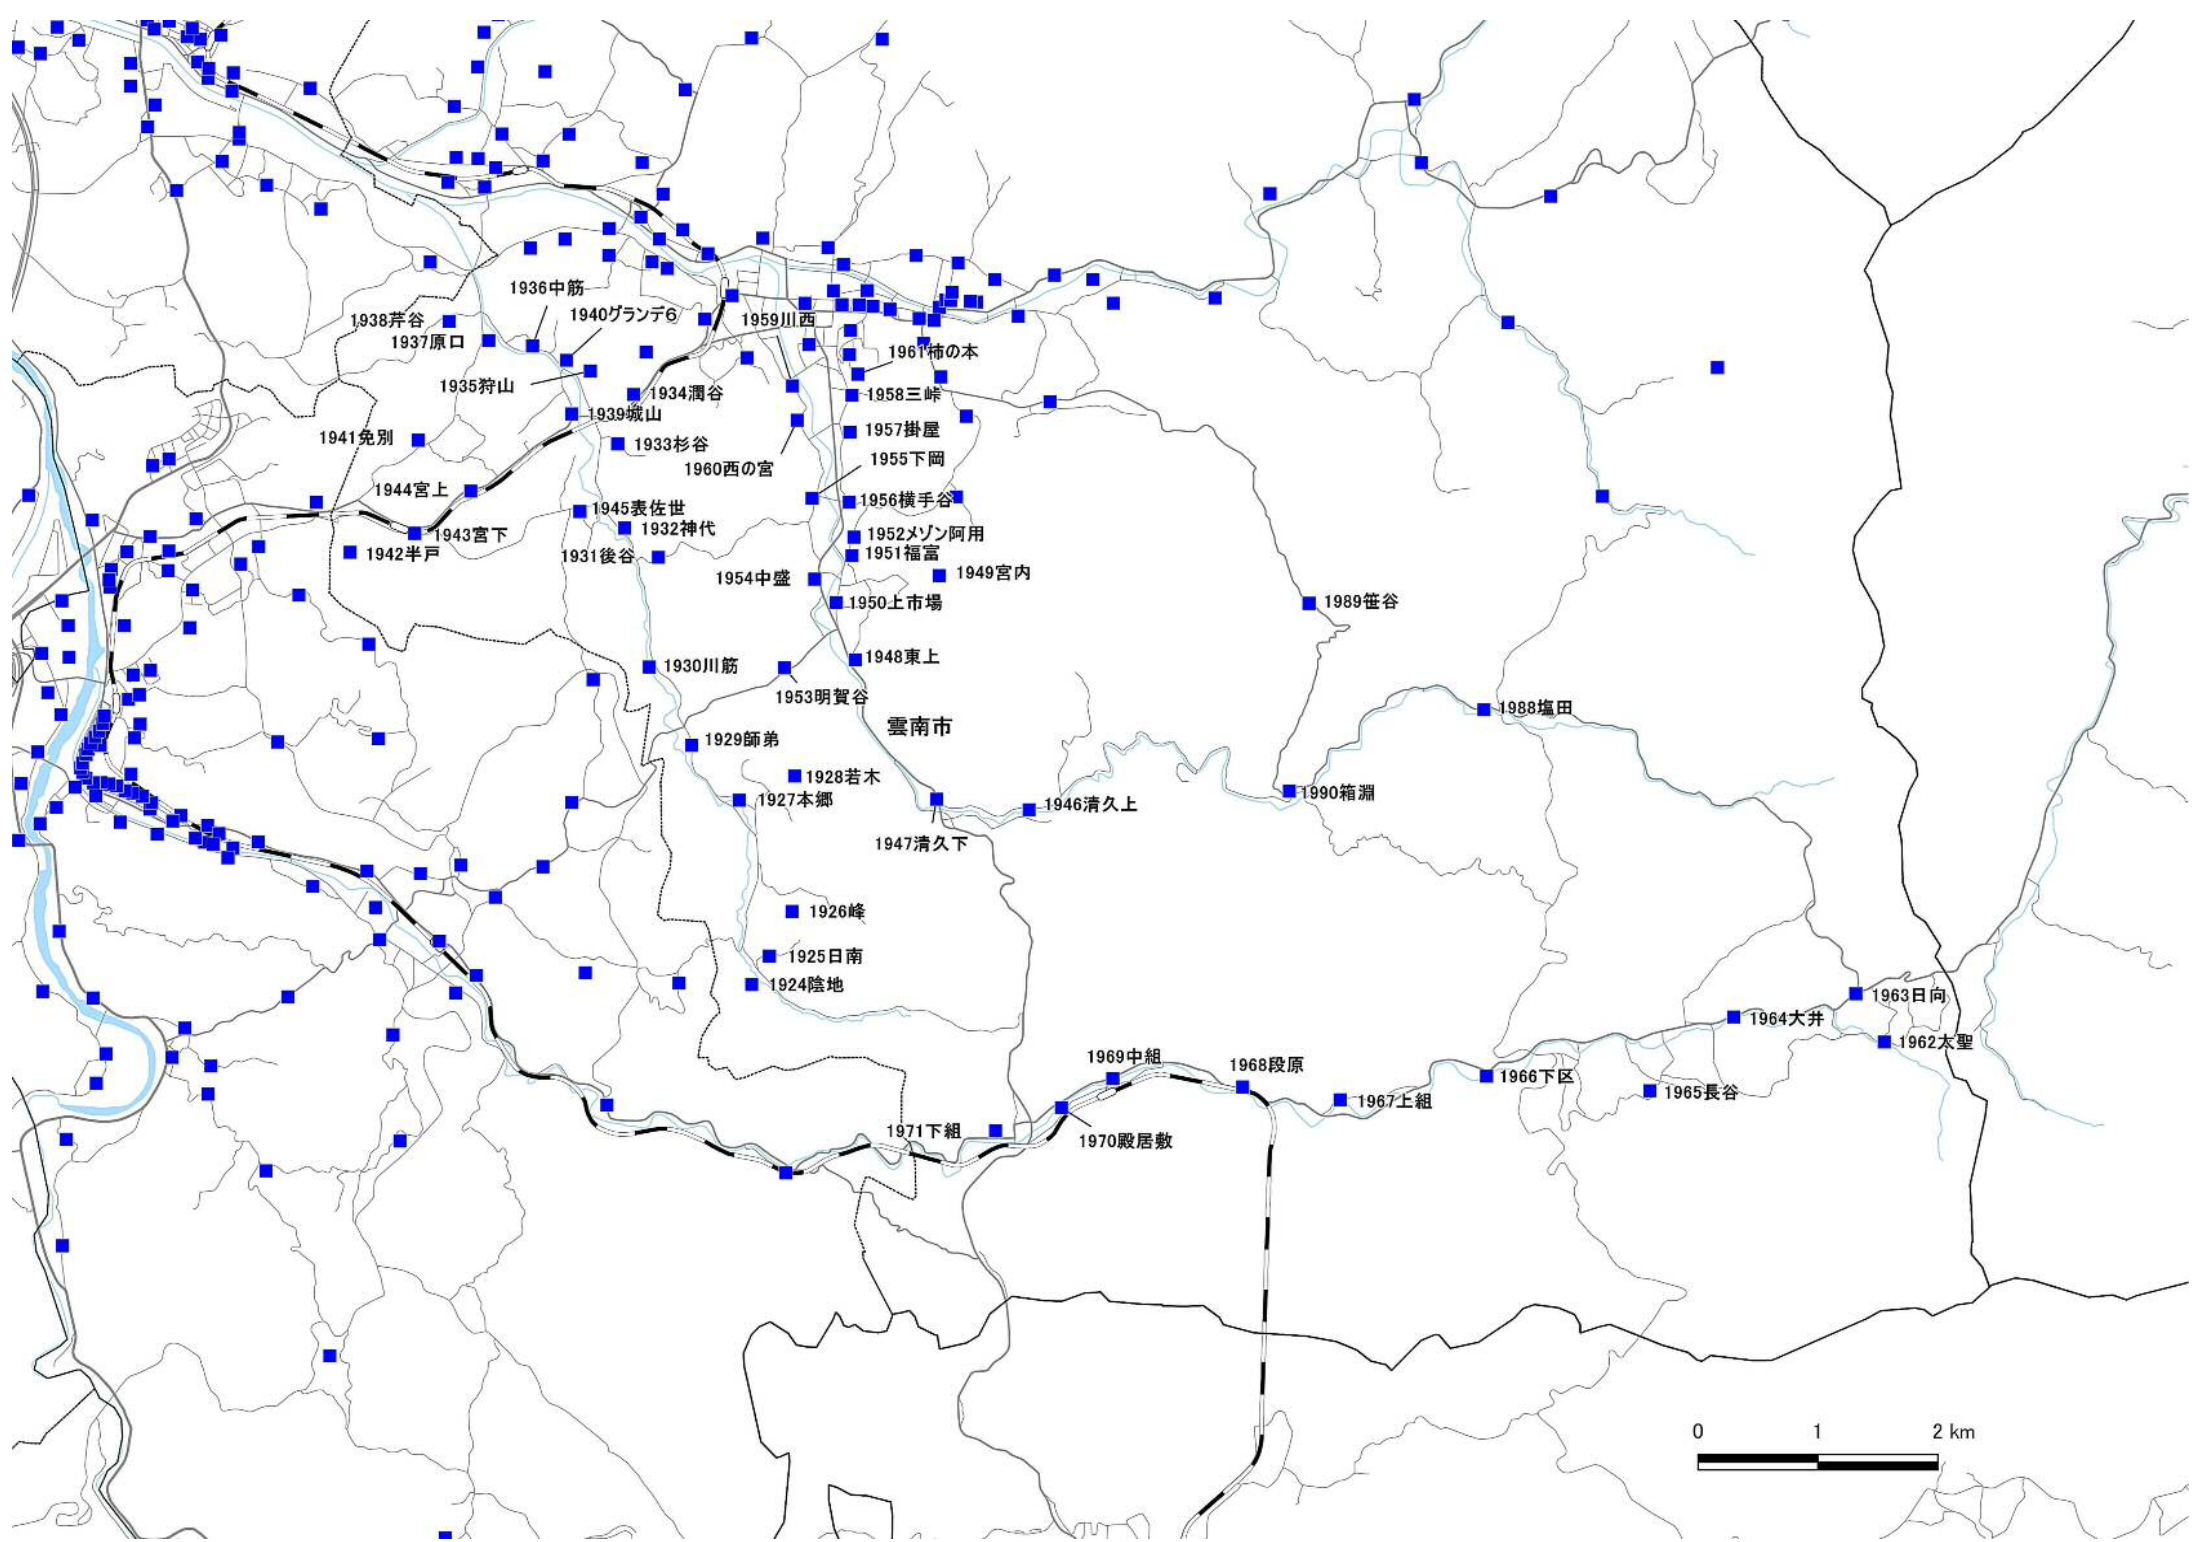 1936中筋
1940グランデ6
1938芹谷
1959川西
1937原口
1961柿の本
1935狩山
1934潤谷
1958三峠
1939城山
1957掛屋
1941免別
1933杉谷
1955下岡
1960西の宮
1944宮上
1956横手谷
1945表佐世
1932神代
1943宮下
1952メゾン阿用
1942半戸
1931後谷
1951福富
1949宮内
1954中盛
1950上市場
1989笹谷
1948東上
1930川筋
1953明賀谷
1988塩田
雲南市
1929師弟
1928若木
1927本郷
1990箱淵
1946清久上
1947清久下
1926峰
1925日南
1924陰地
1963日向
1964大井
1962太聖
1969中組
1968段原
1966下区
1965長谷
1967上組
1971下組
1970殿居敷
0 1 2 km